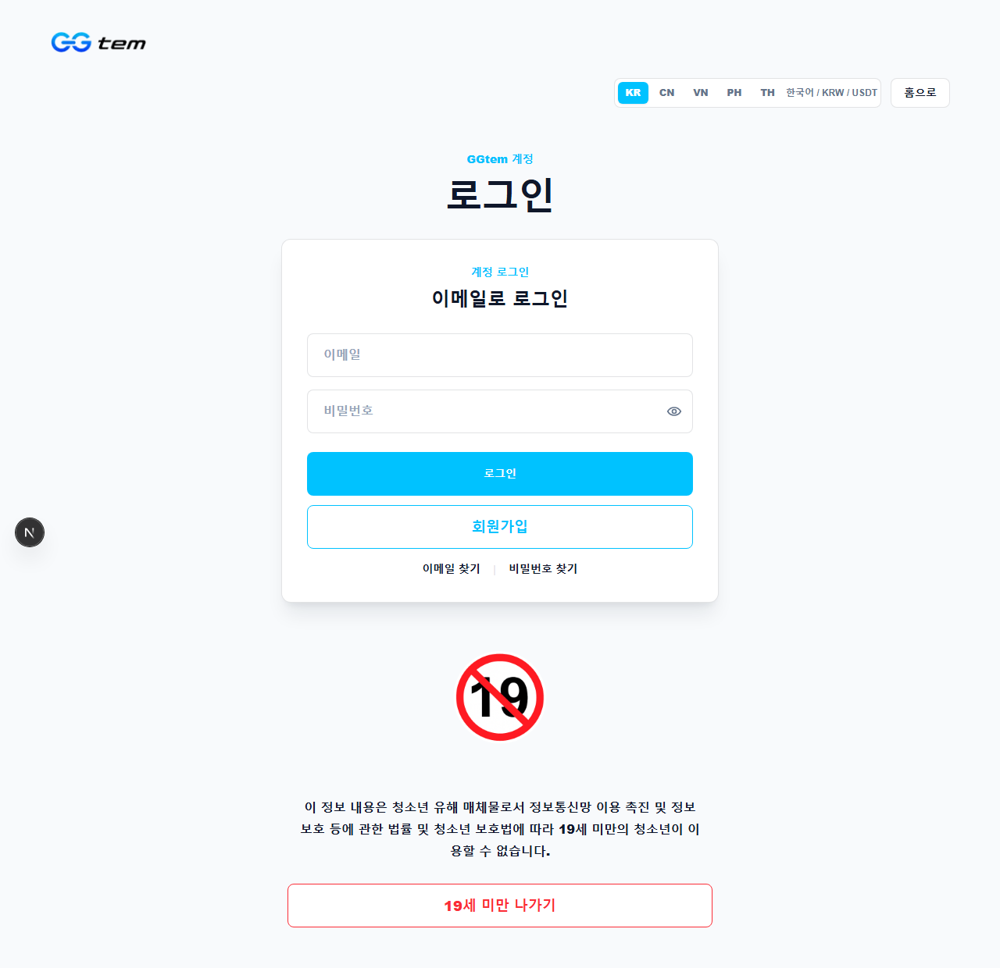 GG tem
KR CN VN PH TH 한국어 / KRW / USDT 홈으로
GGtem 계정
로그인
계정 로그인
이메일로 로그인
이메일
비밀번호
로그인
회원가입
N
이메일 찾기 | 비밀번호 찾기
19
이 정보 내용은 청소년 유해 매체물로서 정보통신망 이용 촉진 및 정보
보호 등에 관한 법률 및 청소년 보호법에 따라 19세 미만의 청소년이 이
용할 수 없습니다.
19세 미만 나가기